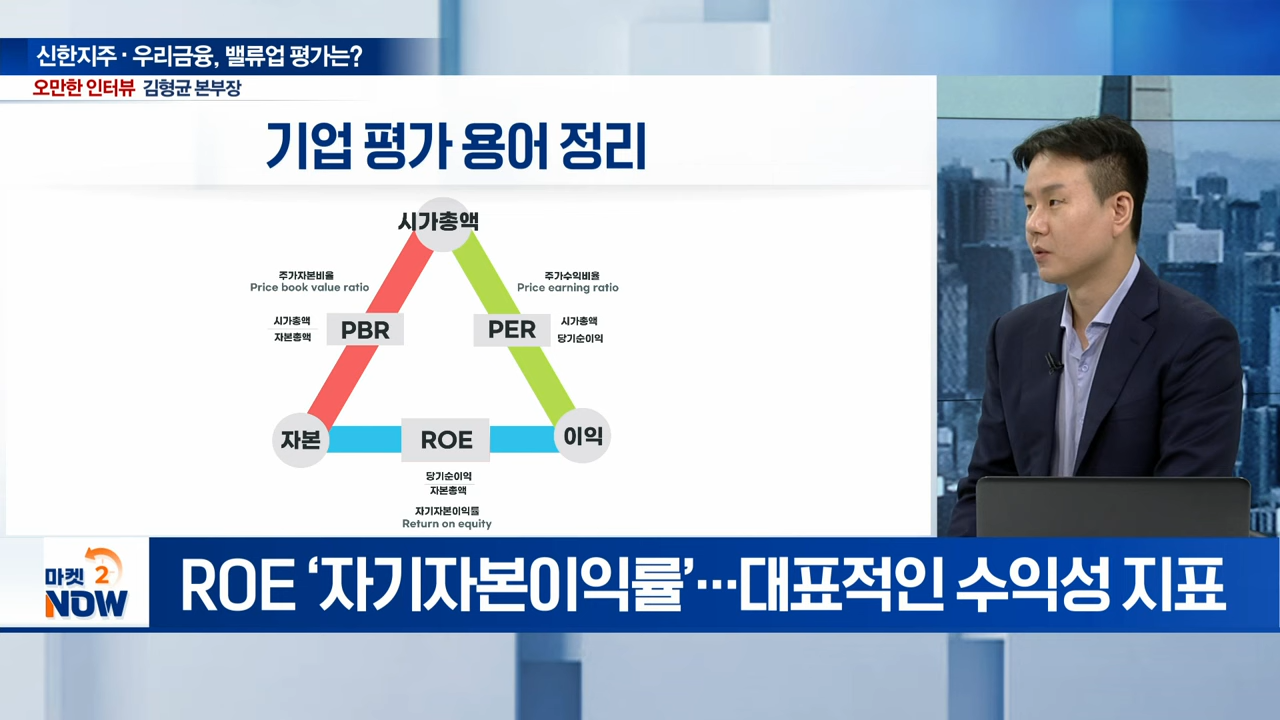 신한지주·우리금융, 밸류업 평가는?
오만한 인터뷰 김형균 본부장
기업 평가 용어 정리
시가총액
주가자본비율
Price book value ratio
주가수익비율
Price earning ratio
시가총액
자본총액
PBR
PER
시가총액
당기순이익
자본
ROE
이익
당기순이익
자본총액
자기자본이익률
Return on equity
마켓 2
NOW
ROE ‘자기자본이익률’…대표적인 수익성 지표